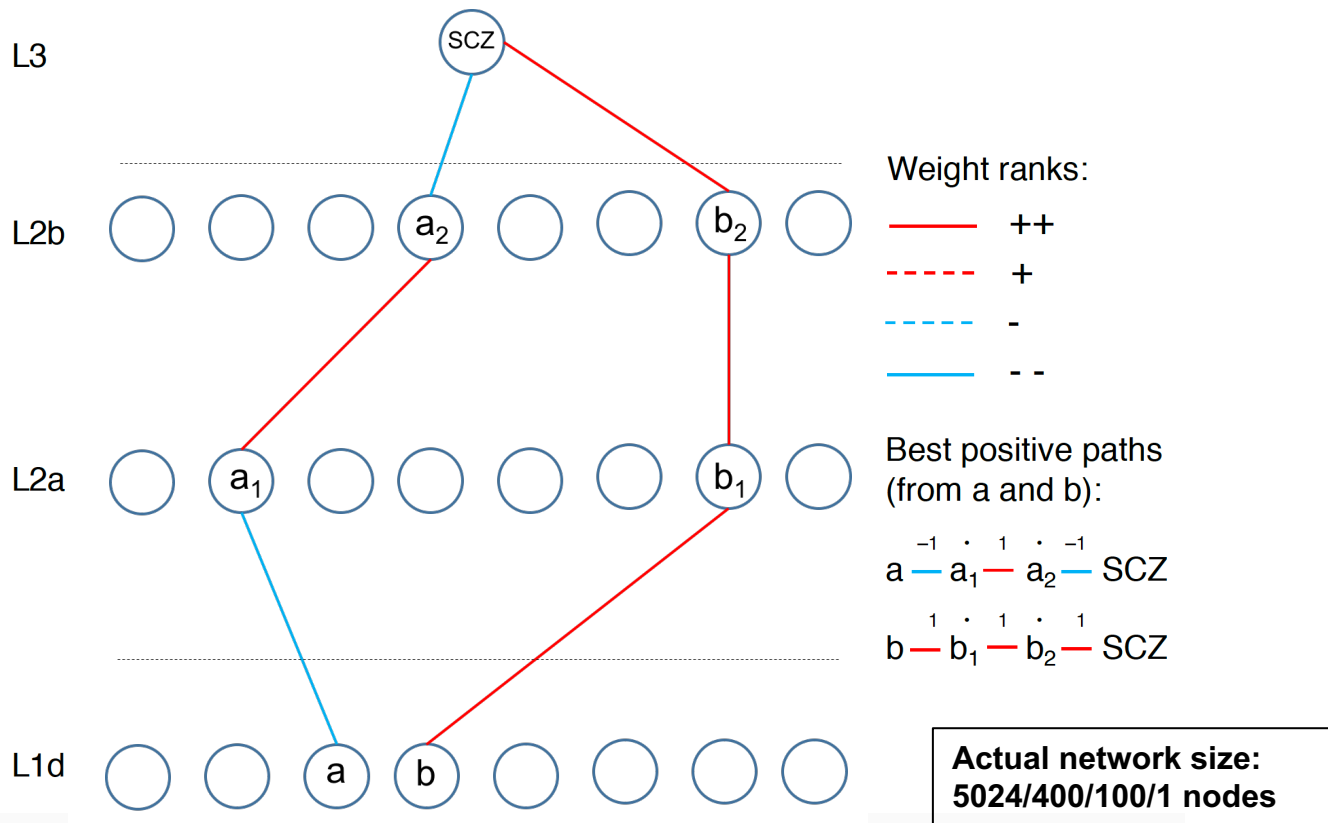 L3
SCZ
L2b
a₂
b₂
L2a
a₁
b₁
L1d
a
b
Weight ranks:
++
+
-
- -
Best positive paths
(from a and b):
−1 · 1 · −1
a — a₁ — a₂ — SCZ
1 · 1 · 1
b — b₁ — b₂ — SCZ
Actual network size:
5024/400/100/1 nodes